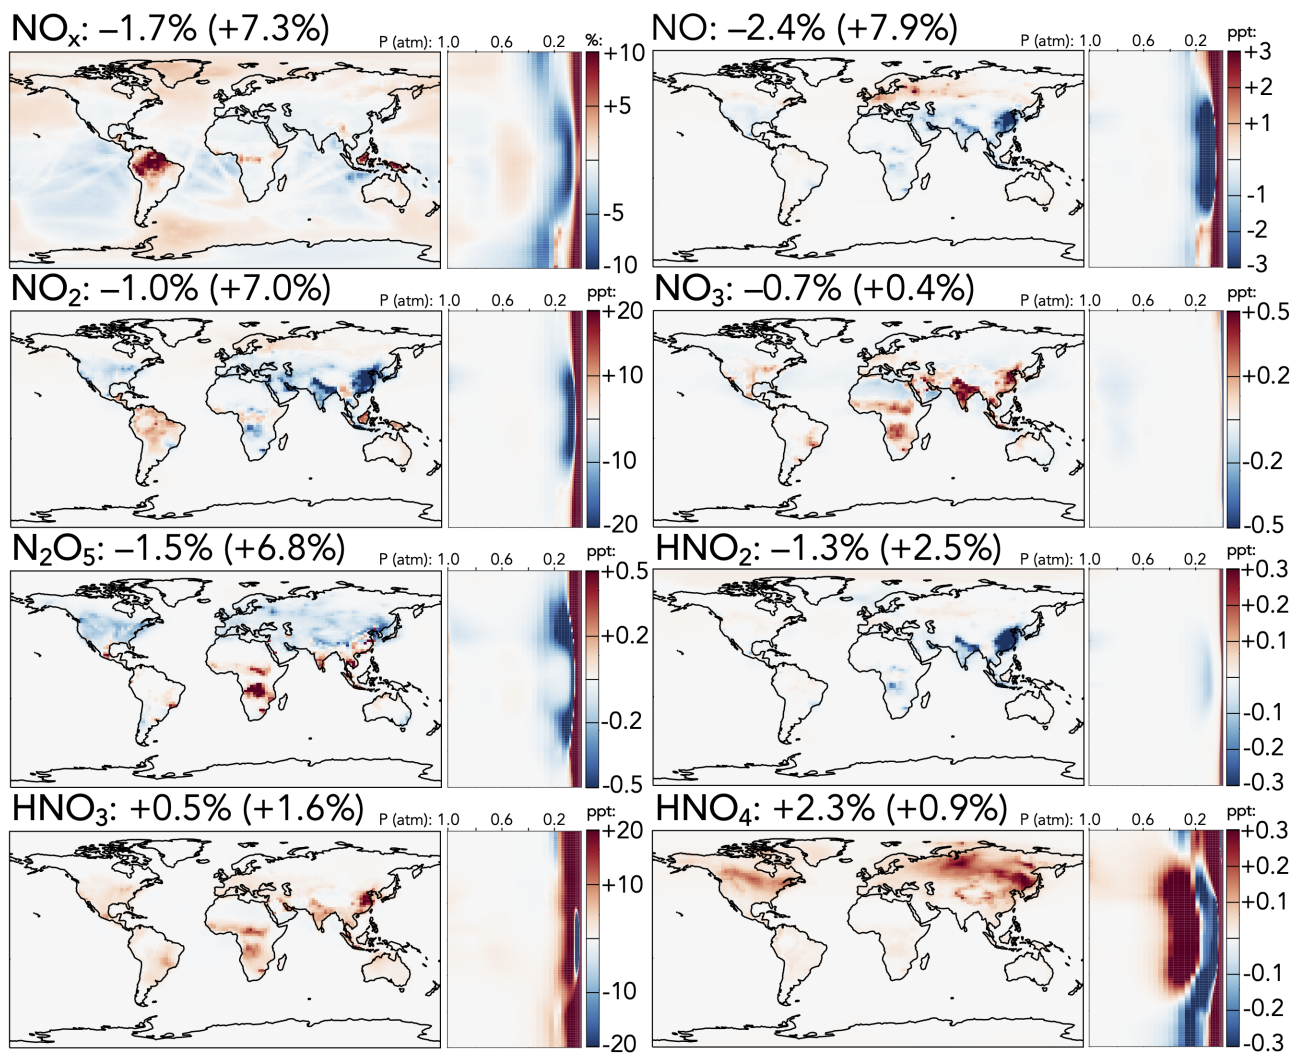 NOx: –1.7% (+7.3%)
P (atm): 1.0 0.6 0.2
%:
+10
+5
-5
-10
NO: –2.4% (+7.9%)
P (atm): 1.0 0.6 0.2
ppt:
+3
+2
+1
-1
-2
-3
NO2: –1.0% (+7.0%)
P (atm): 1.0 0.6 0.2
ppt:
+20
+10
-10
-20
NO3: –0.7% (+0.4%)
P (atm): 1.0 0.6 0.2
ppt:
+0.5
+0.2
-0.2
-0.5
N2O5: –1.5% (+6.8%)
P (atm): 1.0 0.6 0.2
ppt:
+0.5
+0.2
-0.2
-0.5
HNO2: –1.3% (+2.5%)
P (atm): 1.0 0.6 0.2
ppt:
+0.3
+0.2
+0.1
-0.1
-0.2
-0.3
HNO3: +0.5% (+1.6%)
P (atm): 1.0 0.6 0.2
ppt:
+20
+10
-10
-20
HNO4: +2.3% (+0.9%)
P (atm): 1.0 0.6 0.2
ppt:
+0.3
+0.2
+0.1
-0.1
-0.2
-0.3